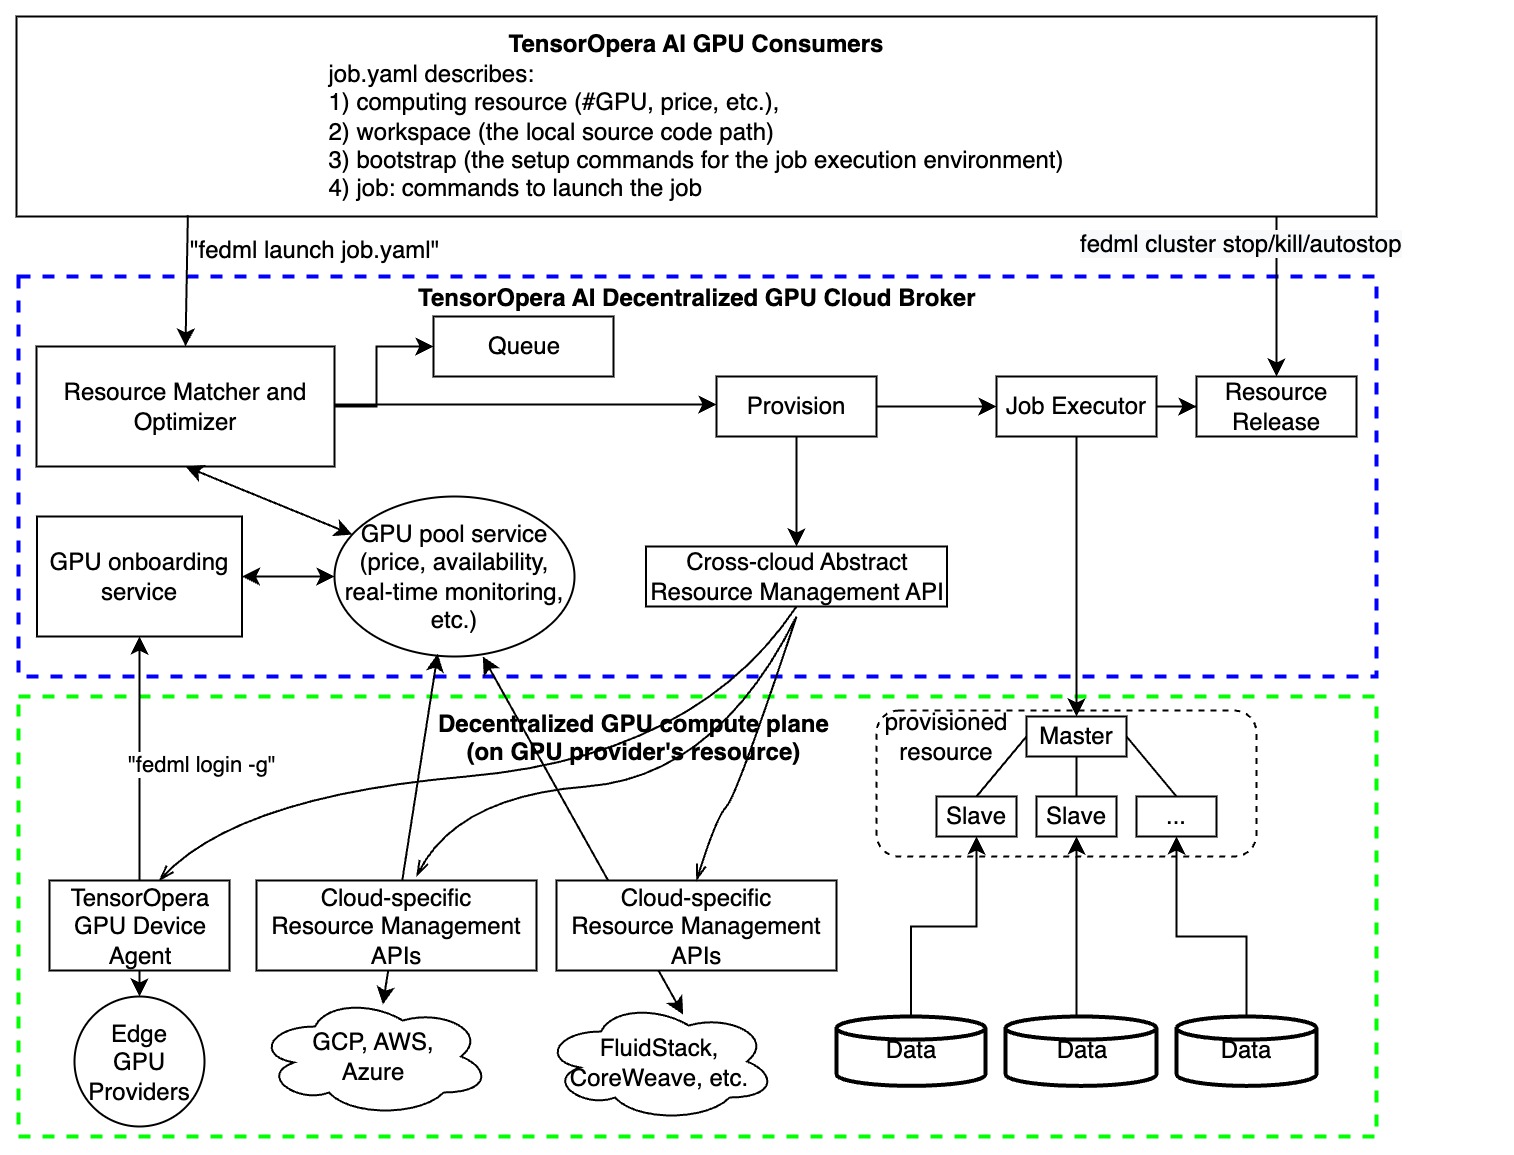 TensorOpera AI GPU Consumers
job.yaml describes:
1) computing resource (#GPU, price, etc.),
2) workspace (the local source code path)
3) bootstrap (the setup commands for the job execution environment)
4) job: commands to launch the job
"fedml launch job.yaml"
fedml cluster stop/kill/autostop
TensorOpera AI Decentralized GPU Cloud Broker
Queue
Resource Matcher and
Optimizer
Provision
Job Executor
Resource
Release
GPU onboarding
service
GPU pool service
(price, availability,
real-time monitoring,
etc.)
Cross-cloud Abstract
Resource Management API
Decentralized GPU compute plane
(on GPU provider's resource)
provisioned
resource
Master
"fedml login -g"
Slave
Slave
...
TensorOpera
GPU Device
Agent
Cloud-specific
Resource Management
APIs
Cloud-specific
Resource Management
APIs
Edge
GPU
Providers
GCP, AWS,
Azure
FluidStack,
CoreWeave, etc.
Data
Data
Data